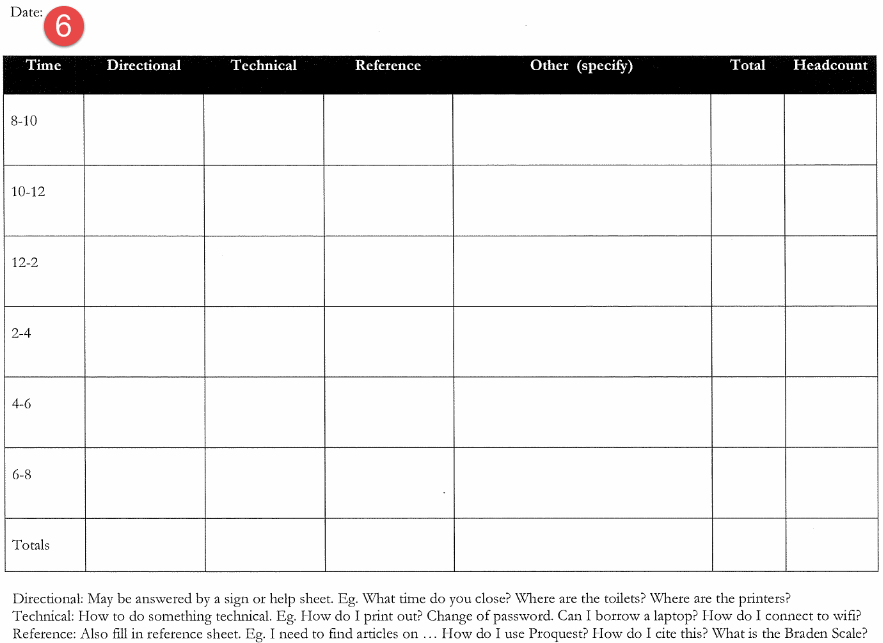 Date:
6
Time Directional Technical Reference Other (specify) Total Headcount
8-10
10-12
12-2
2-4
4-6
6-8
Totals
Directional: May be answered by a sign or help sheet. Eg. What time do you close? Where are the toilets? Where are the printers?
Technical: How to do something technical. Eg. How do I print out? Change of password. Can I borrow a laptop? How do I connect to wifi?
Reference: Also fill in reference sheet. Eg. I need to find articles on ... How do I use Proquest? How do I cite this? What is the Braden Scale?